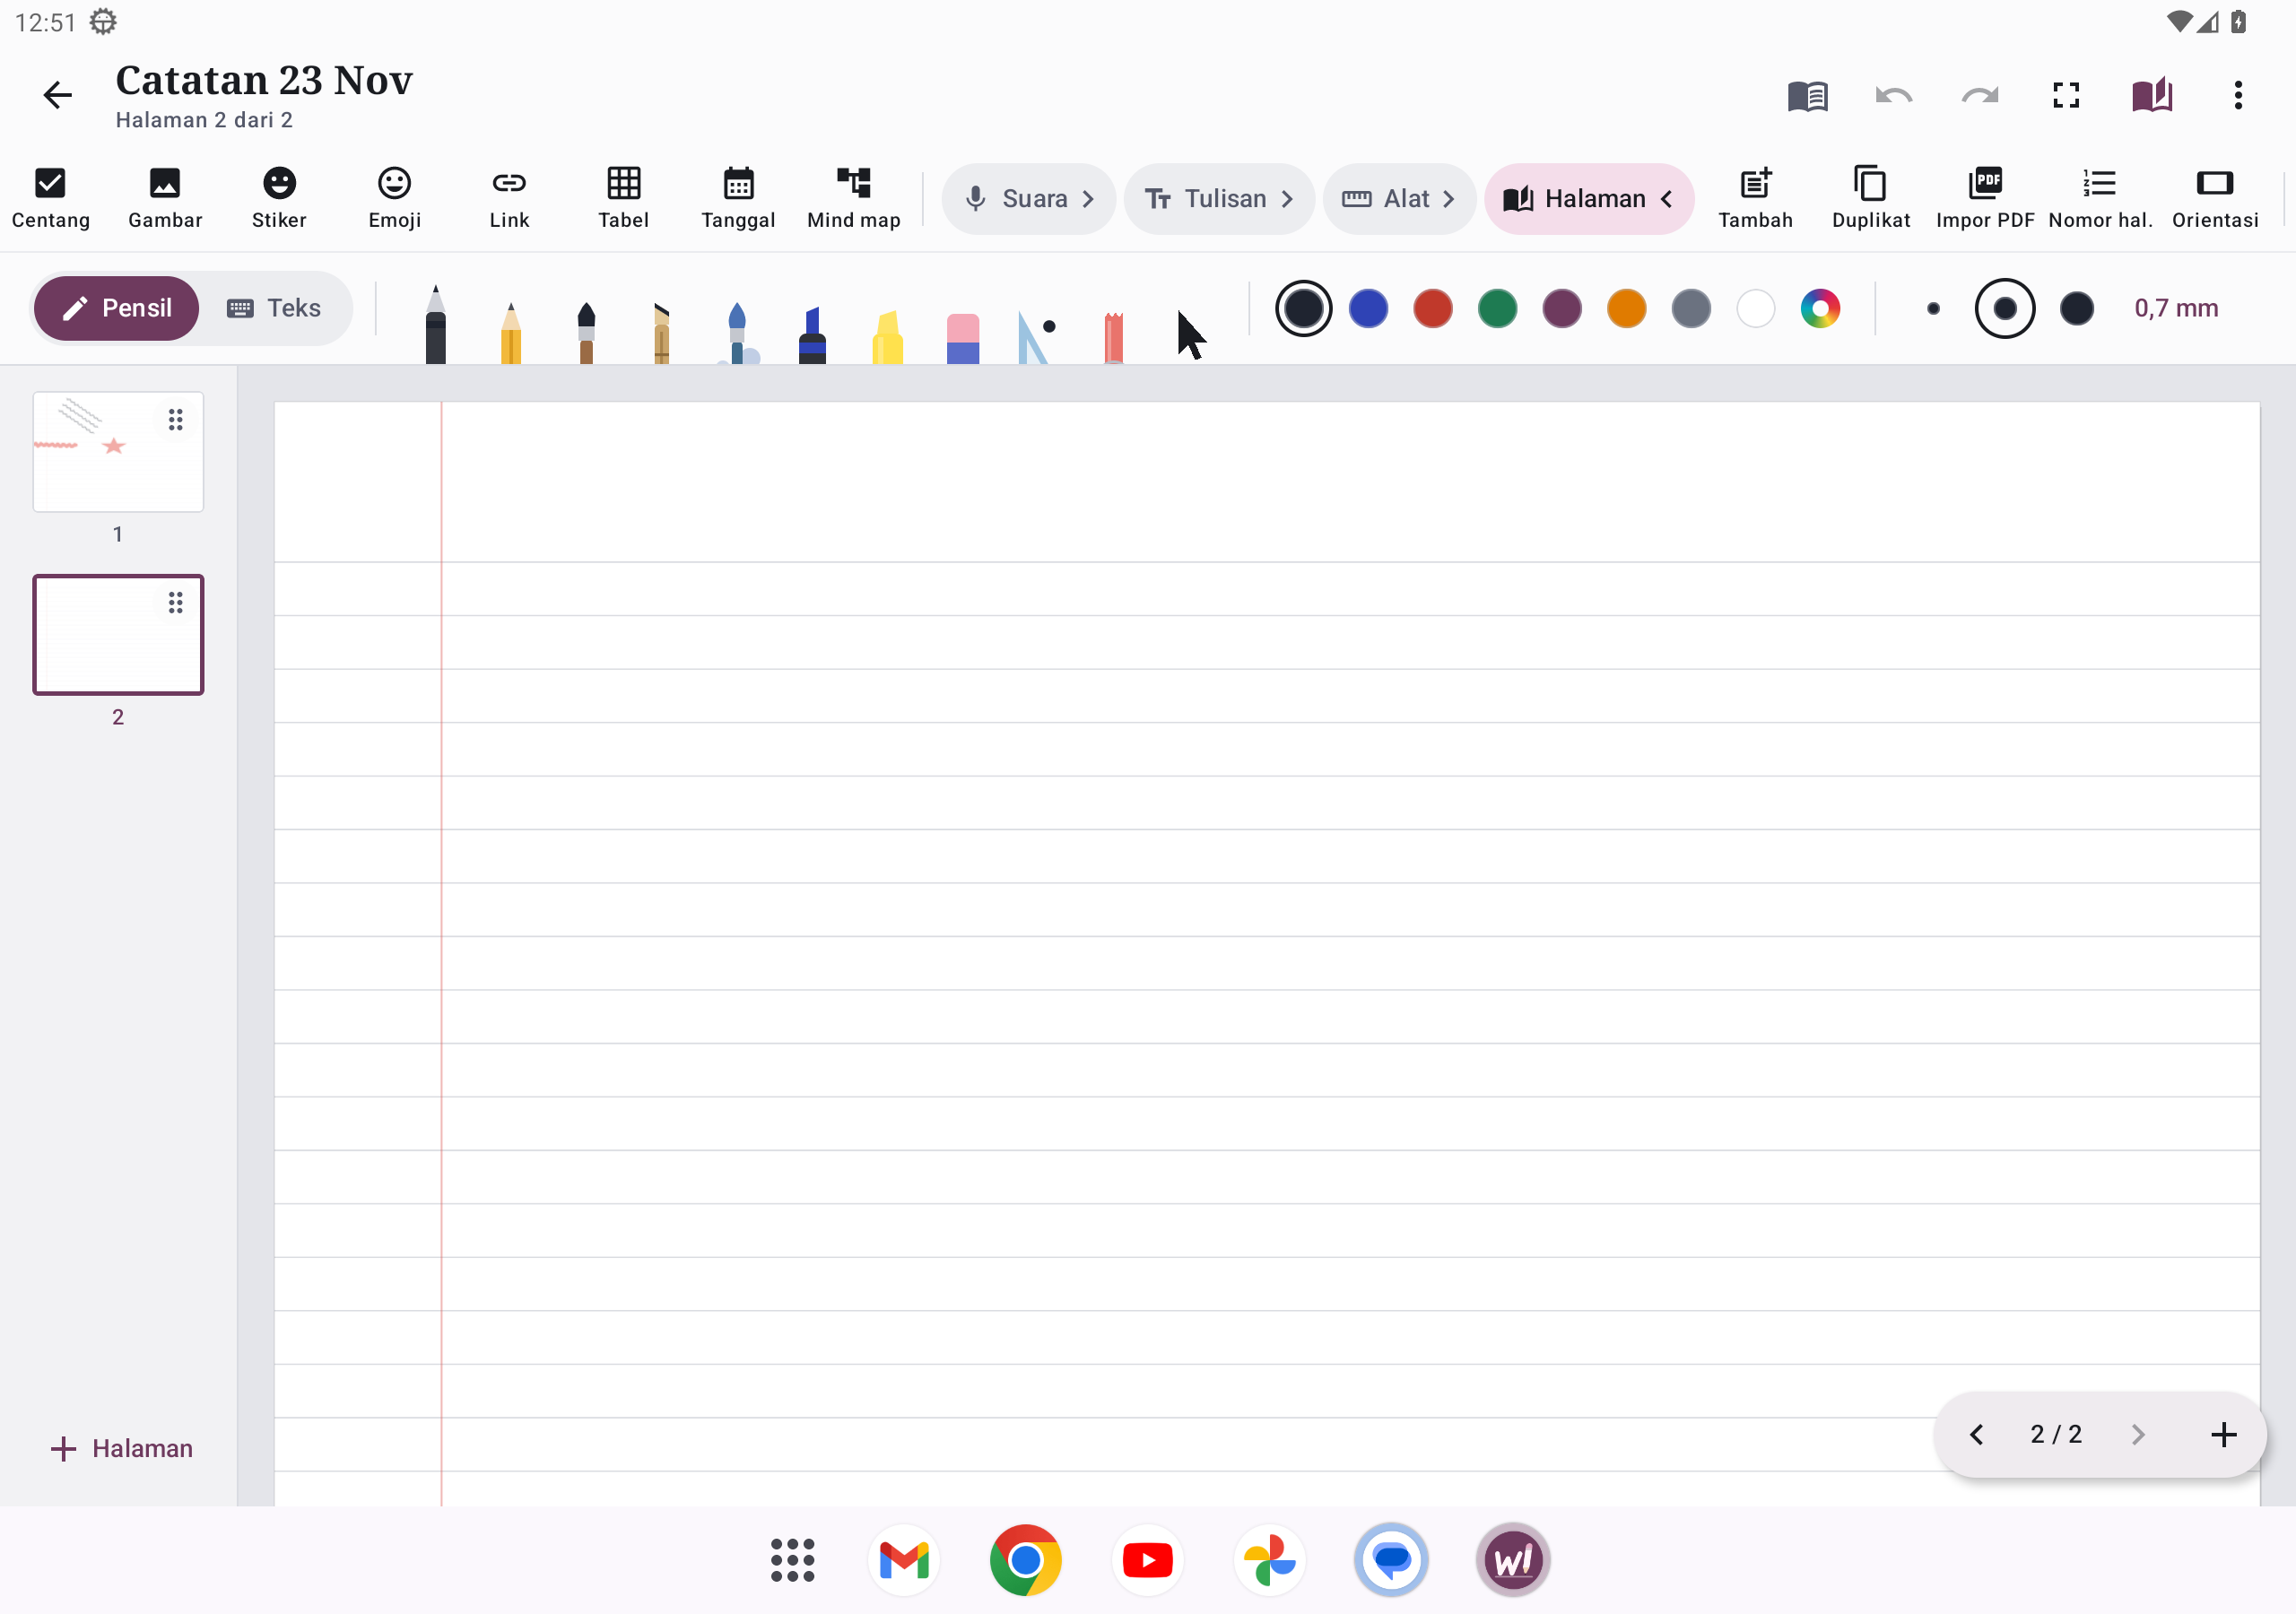 12:51
Catatan 23 Nov
Halaman 2 dari 2
Centang Gambar Stiker Emoji Link Tabel Tanggal Mind map Suara Tulisan Alat Halaman Tambah Duplikat Impor PDF Nomor hal. Orientasi
Pensil Teks 0,7 mm
1
2
Halaman
2 / 2